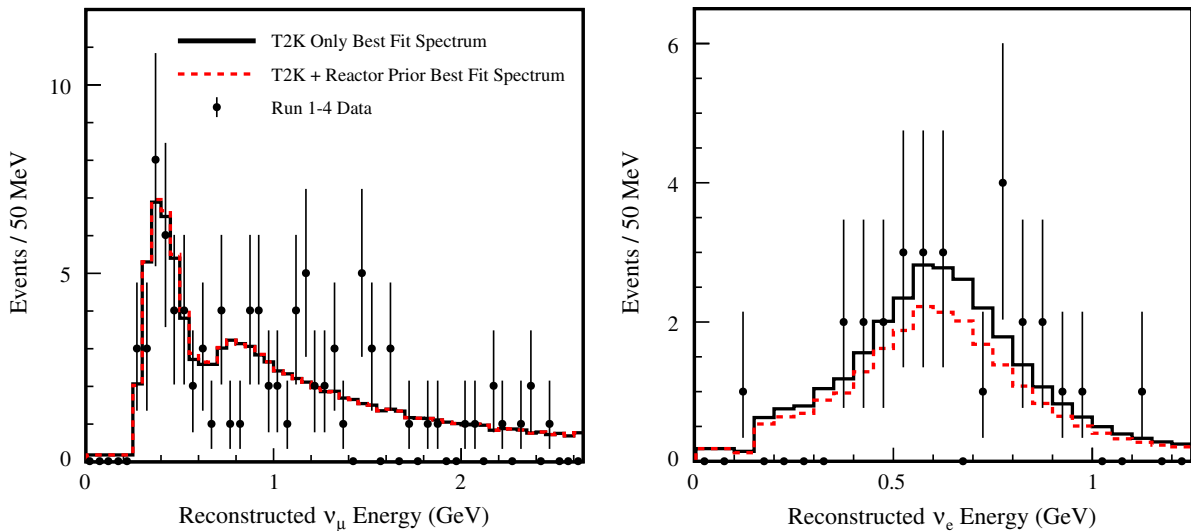 T2K Only Best Fit Spectrum
T2K + Reactor Prior Best Fit Spectrum
Run 1-4 Data
Events / 50 MeV
10
5
0
0
1
2
Reconstructed ν_μ Energy (GeV)
Events / 50 MeV
6
4
2
0
0
0.5
1
Reconstructed ν_e Energy (GeV)